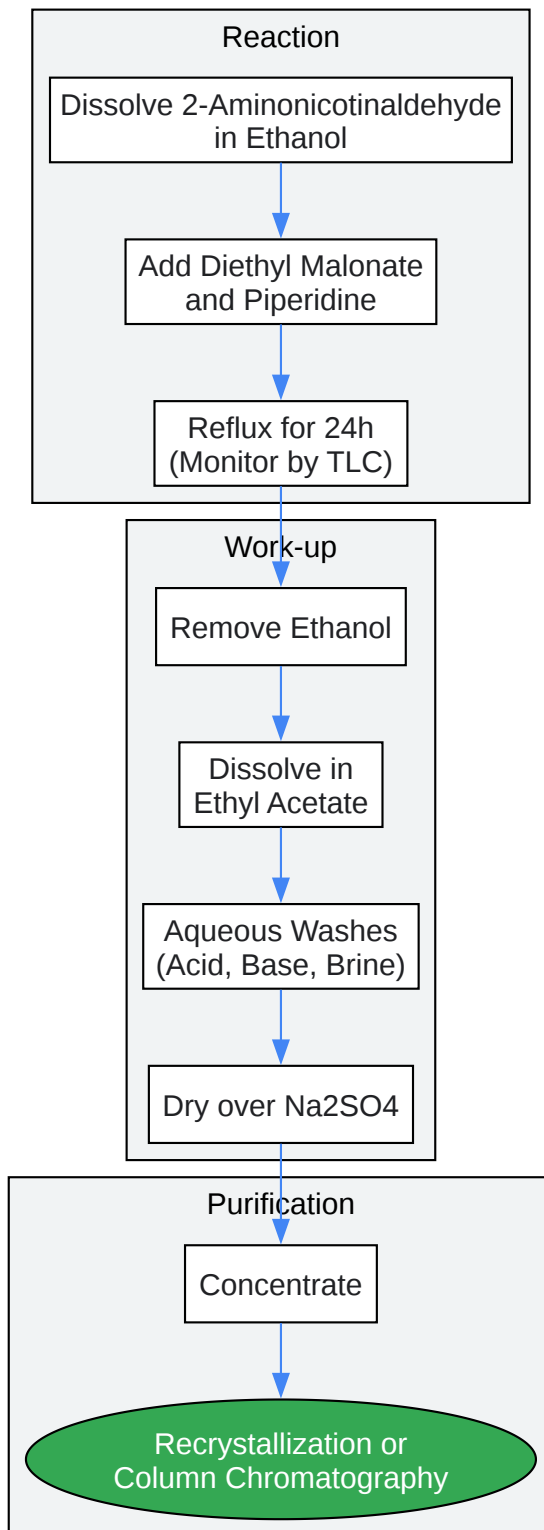 Reaction
Dissolve 2-Aminonicotinaldehyde
in Ethanol
Add Diethyl Malonate
and Piperidine
Reflux for 24h
(Monitor by TLC)
Work-up
Remove Ethanol
Dissolve in
Ethyl Acetate
Aqueous Washes
(Acid, Base, Brine)
Dry over Na2SO4
Purification
Concentrate
Recrystallization or
Column Chromatography